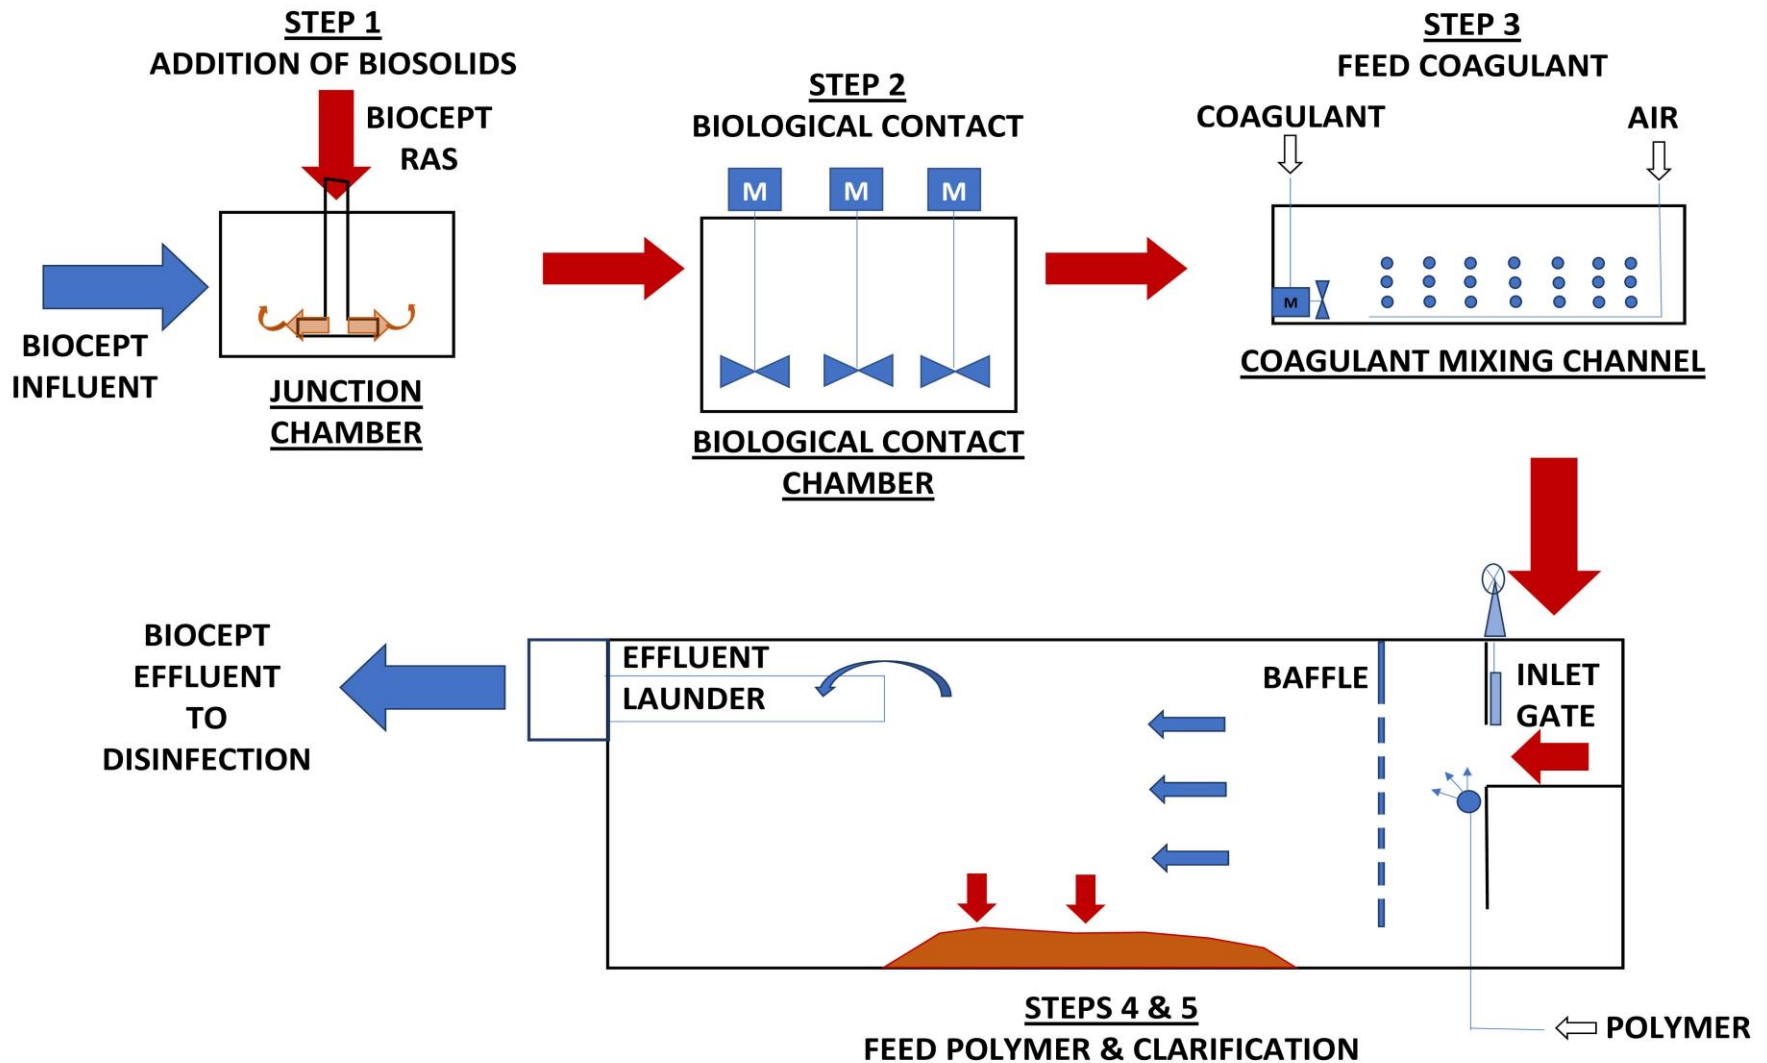 STEP 1
ADDITION OF BIOSOLIDS
BIOCEPT
RAS
BIOCEPT
INFLUENT
JUNCTION
CHAMBER
STEP 2
BIOLOGICAL CONTACT
M
M
M
BIOLOGICAL CONTACT
CHAMBER
STEP 3
FEED COAGULANT
COAGULANT
AIR
M
COAGULANT MIXING CHANNEL
BIOCEPT
EFFLUENT
TO
DISINFECTION
EFFLUENT
LAUNDER
BAFFLE
INLET
GATE
STEPS 4 & 5
FEED POLYMER & CLARIFICATION
POLYMER